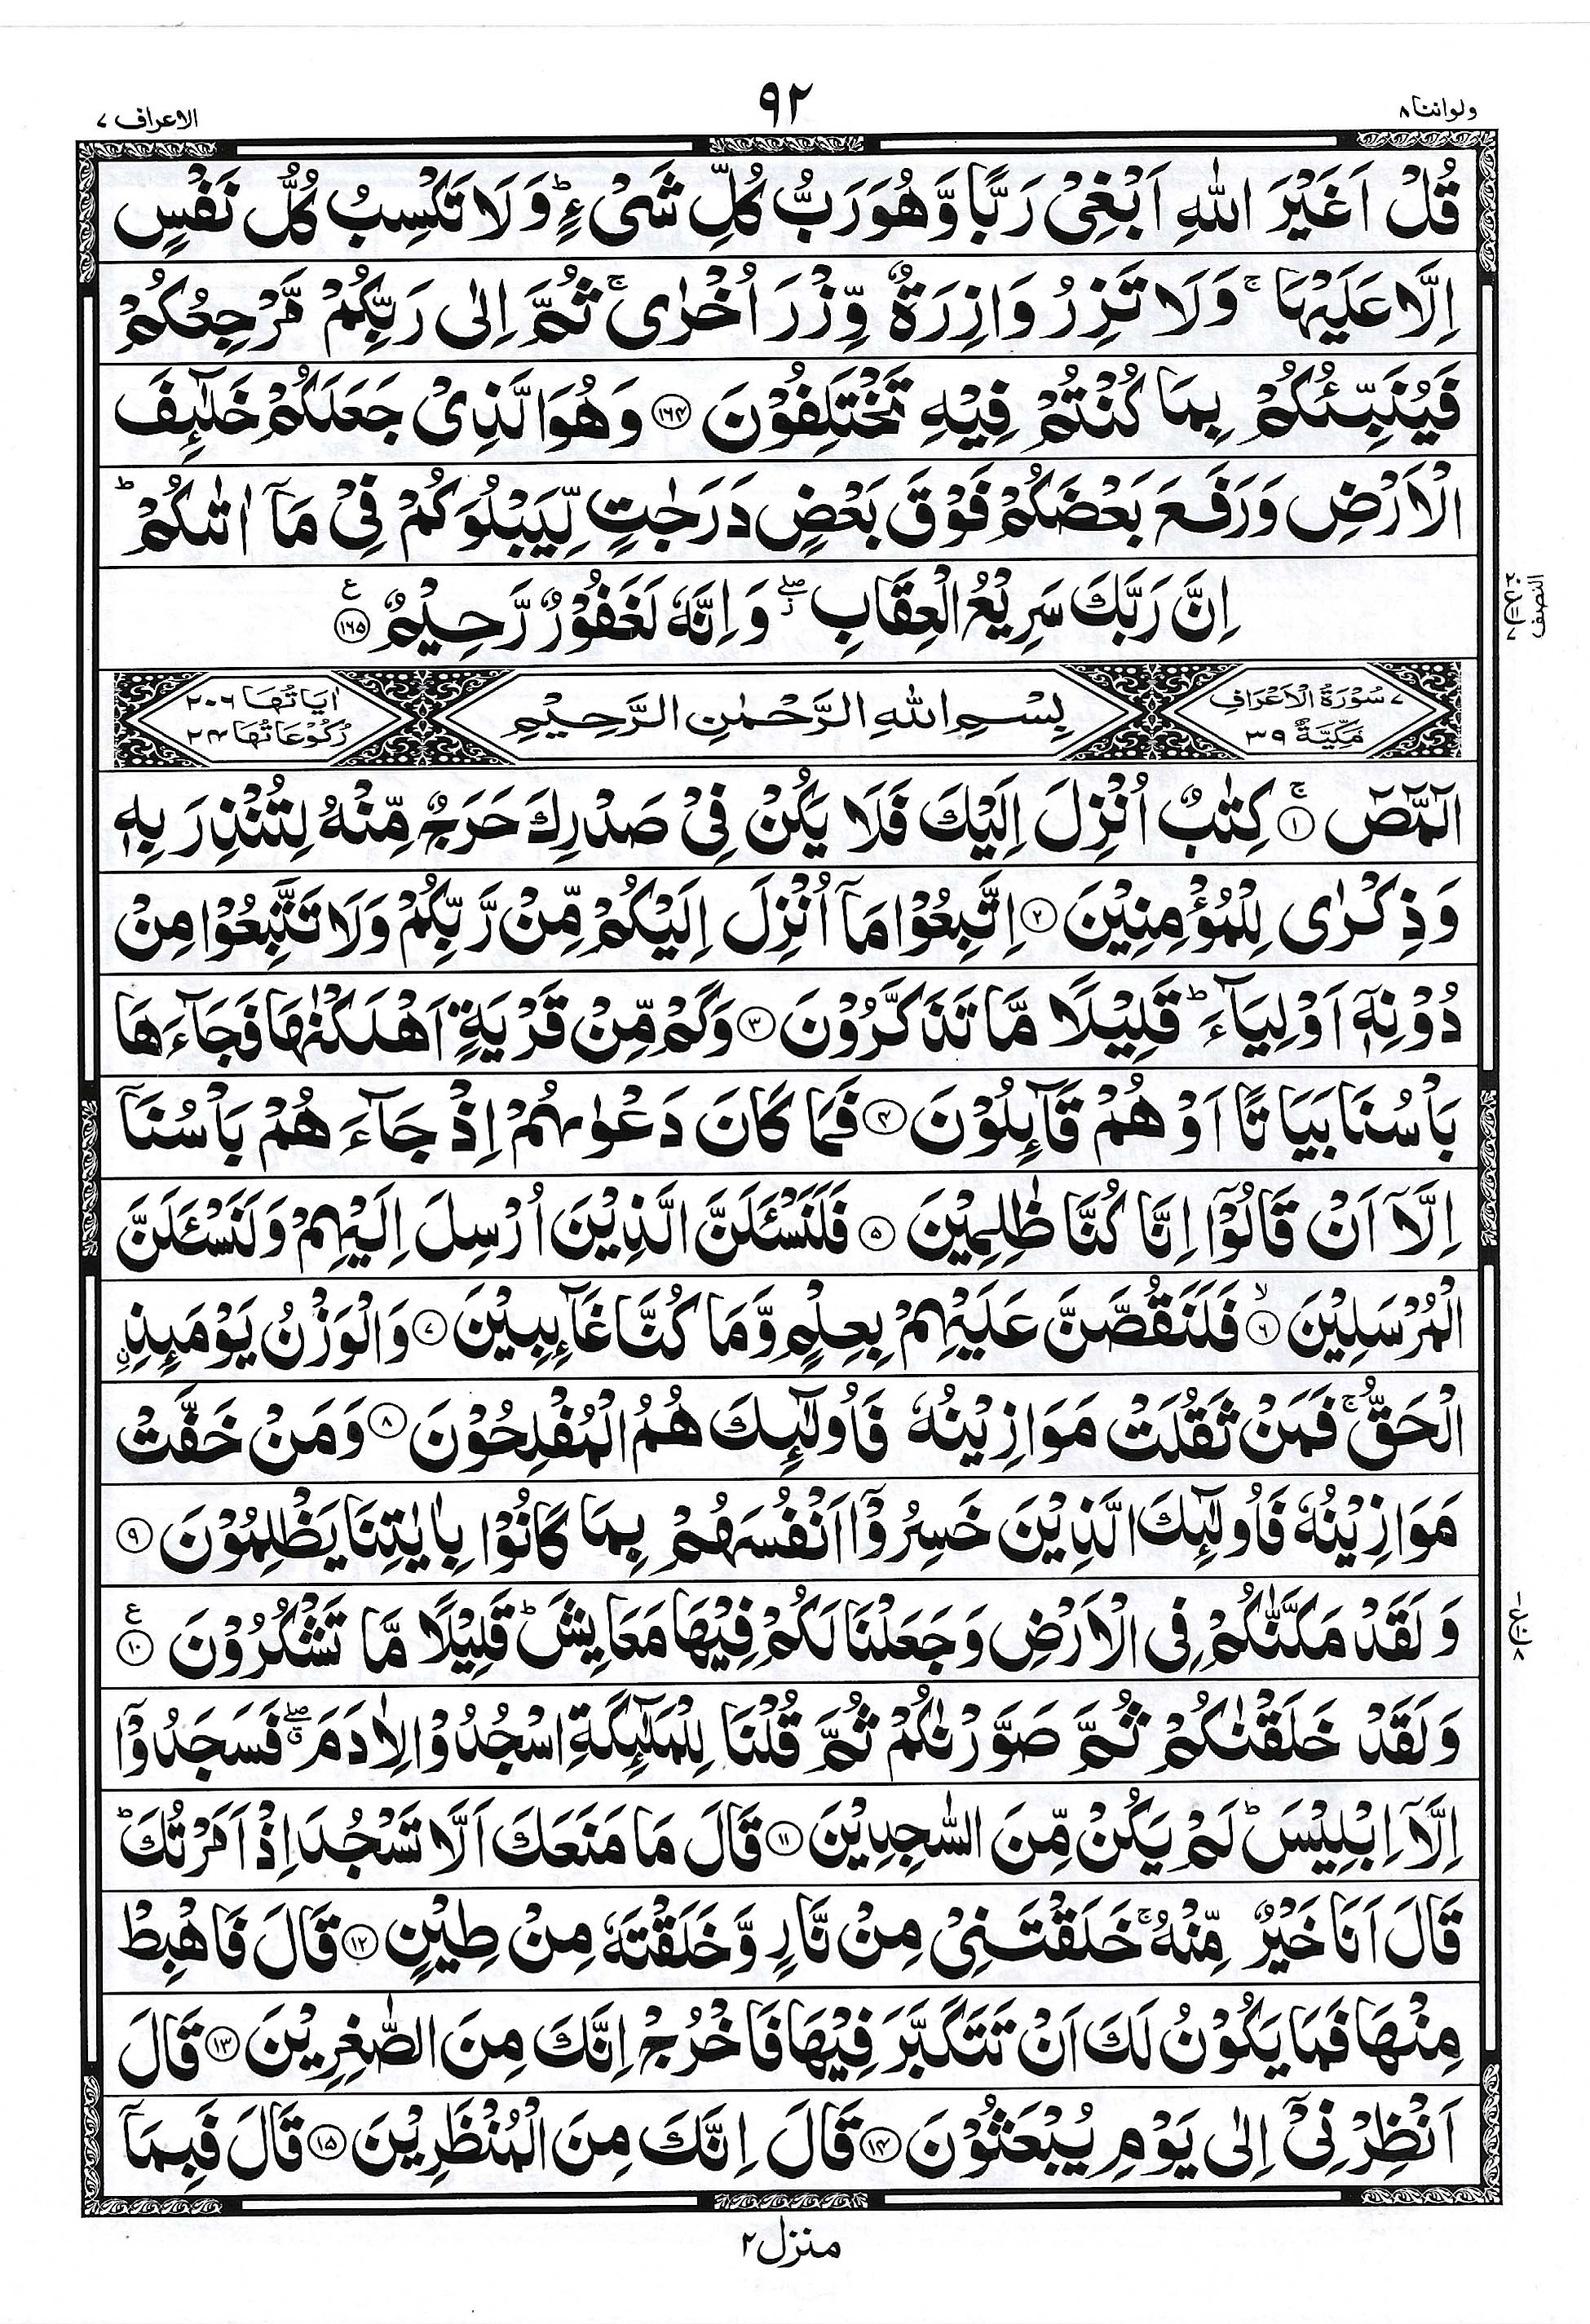 ولواننا ٨
٩٢
الاعراف ٧
قُلْ اَغَيْرَ اللّٰهِ اَبْغِيْ رَبًّا وَّهُوَ رَبُّ كُلِّ شَيْءٍ ؕ وَلَا تَكْسِبُ كُلُّ نَفْسٍ
اِلَّا عَلَيْهَا ۚ وَلَا تَزِرُ وَازِرَةٌ وِّزْرَ اُخْرٰى ۚ ثُمَّ اِلٰى رَبِّكُمْ مَّرْجِعُكُمْ
فَيُنَبِّئُكُمْ بِمَا كُنْتُمْ فِيْهِ تَخْتَلِفُوْنَ ﴿١٦٤﴾ وَهُوَ الَّذِيْ جَعَلَكُمْ خَلٰٓئِفَ
الْاَرْضِ وَرَفَعَ بَعْضَكُمْ فَوْقَ بَعْضٍ دَرَجٰتٍ لِّيَبْلُوَكُمْ فِيْ مَآ اٰتٰىكُمْ ؕ
اِنَّ رَبَّكَ سَرِيْعُ الْعِقَابِ ۖ وَاِنَّهٗ لَغَفُوْرٌ رَّحِيْمٌ ﴿١٦٥﴾ ع
النصف
٧ سُوْرَةُ الْاَعْرَافِ مَكِّيَّةٌ ٣٩
بِسْمِ اللّٰهِ الرَّحْمٰنِ الرَّحِيْمِ
اٰيَاتُهَا ٢٠٦ رُكُوْعَاتُهَا ٢٤
الٓمّٓصٓ ﴿١﴾ۚ كِتٰبٌ اُنْزِلَ اِلَيْكَ فَلَا يَكُنْ فِيْ صَدْرِكَ حَرَجٌ مِّنْهُ لِتُنْذِرَ بِهٖ
وَذِكْرٰى لِلْمُؤْمِنِيْنَ ﴿٢﴾ اِتَّبِعُوْا مَآ اُنْزِلَ اِلَيْكُمْ مِّنْ رَّبِّكُمْ وَلَا تَتَّبِعُوْا مِنْ
دُوْنِهٖٓ اَوْلِيَآءَ ؕ قَلِيْلًا مَّا تَذَكَّرُوْنَ ﴿٣﴾ وَكَمْ مِّنْ قَرْيَةٍ اَهْلَكْنٰهَا فَجَآءَهَا
بَاْسُنَا بَيَاتًا اَوْ هُمْ قَآئِلُوْنَ ﴿٤﴾ فَمَا كَانَ دَعْوٰىهُمْ اِذْ جَآءَهُمْ بَاْسُنَآ
اِلَّآ اَنْ قَالُوْٓا اِنَّا كُنَّا ظٰلِمِيْنَ ﴿٥﴾ فَلَنَسْـَٔلَنَّ الَّذِيْنَ اُرْسِلَ اِلَيْهِمْ وَلَنَسْـَٔلَنَّ
الْمُرْسَلِيْنَ ﴿٦﴾ۙ فَلَنَقُصَّنَّ عَلَيْهِمْ بِعِلْمٍ وَّمَا كُنَّا غَآئِبِيْنَ ﴿٧﴾ وَالْوَزْنُ يَوْمَئِذِ
اِۨلْحَقُّ ۚ فَمَنْ ثَقُلَتْ مَوَازِيْنُهٗ فَاُولٰٓئِكَ هُمُ الْمُفْلِحُوْنَ ﴿٨﴾ وَمَنْ خَفَّتْ
مَوَازِيْنُهٗ فَاُولٰٓئِكَ الَّذِيْنَ خَسِرُوْٓا اَنْفُسَهُمْ بِمَا كَانُوْا بِاٰيٰتِنَا يَظْلِمُوْنَ ﴿٩﴾
وَلَقَدْ مَكَّنّٰكُمْ فِى الْاَرْضِ وَجَعَلْنَا لَكُمْ فِيْهَا مَعَايِشَ ؕ قَلِيْلًا مَّا تَشْكُرُوْنَ ﴿١٠﴾ ع
وَلَقَدْ خَلَقْنٰكُمْ ثُمَّ صَوَّرْنٰكُمْ ثُمَّ قُلْنَا لِلْمَلٰٓئِكَةِ اسْجُدُوْا لِاٰدَمَ ۖ فَسَجَدُوْٓا
اِلَّآ اِبْلِيْسَ ؕ لَمْ يَكُنْ مِّنَ السّٰجِدِيْنَ ﴿١١﴾ قَالَ مَا مَنَعَكَ اَلَّا تَسْجُدَ اِذْ اَمَرْتُكَ ؕ
قَالَ اَنَا خَيْرٌ مِّنْهُ ۚ خَلَقْتَنِيْ مِنْ نَّارٍ وَّخَلَقْتَهٗ مِنْ طِيْنٍ ﴿١٢﴾ قَالَ فَاهْبِطْ
مِنْهَا فَمَا يَكُوْنُ لَكَ اَنْ تَتَكَبَّرَ فِيْهَا فَاخْرُجْ اِنَّكَ مِنَ الصّٰغِرِيْنَ ﴿١٣﴾ قَالَ
اَنْظِرْنِيْٓ اِلٰى يَوْمِ يُبْعَثُوْنَ ﴿١٤﴾ قَالَ اِنَّكَ مِنَ الْمُنْظَرِيْنَ ﴿١٥﴾ قَالَ فَبِمَآ
منزل ٢